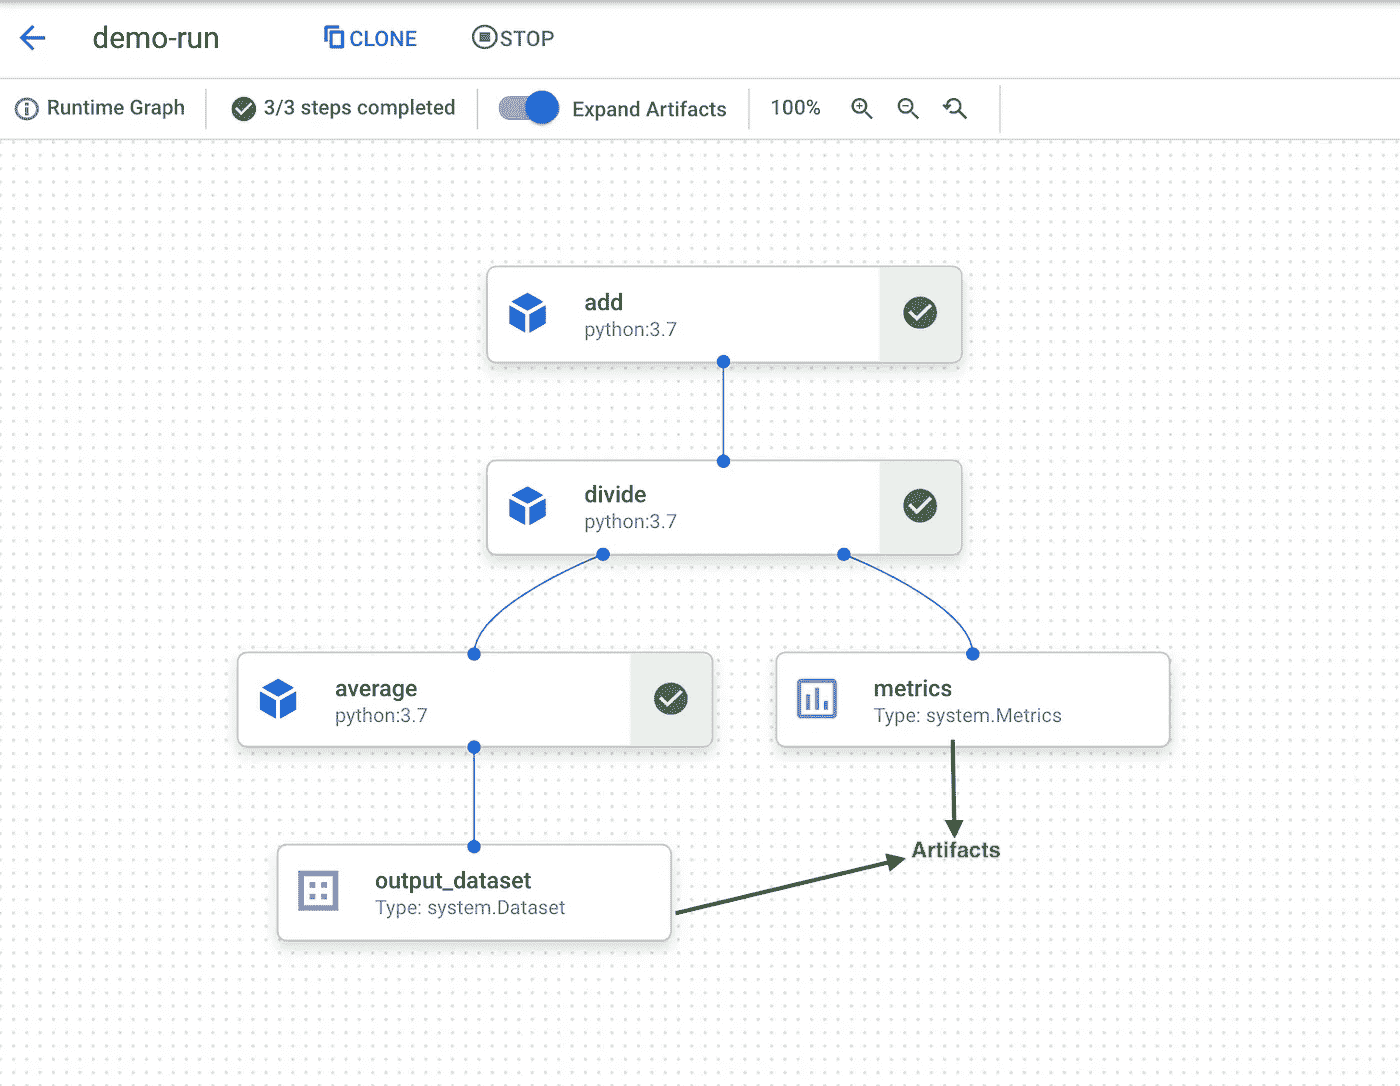 demo-run
CLONE
STOP
Runtime Graph
3/3 steps completed
Expand Artifacts
100%
add
python:3.7
divide
python:3.7
average
python:3.7
metrics
Type: system.Metrics
Artifacts
output_dataset
Type: system.Dataset